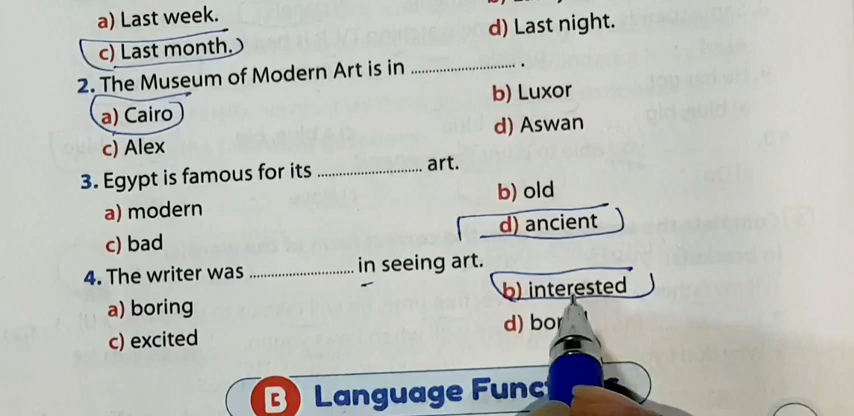 a) Last week.
c) Last month.
d) Last night.
2. The Museum of Modern Art is in ........................
a) Cairo
b) Luxor
c) Alex
d) Aswan
3. Egypt is famous for its ........................ art.
a) modern
b) old
c) bad
d) ancient
4. The writer was ........................ in seeing art.
a) boring
b) interested
c) excited
d)
B Language